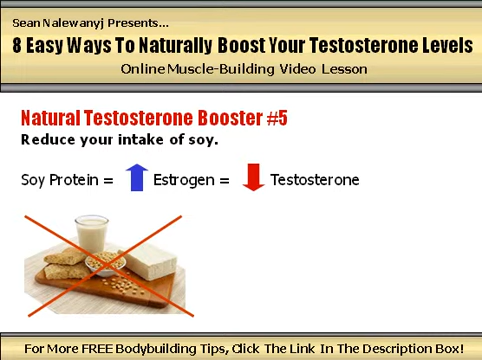 Sean Nalewanyj Presents...
8 Easy Ways To Naturally Boost Your Testosterone Levels
Online Muscle-Building Video Lesson
Natural Testosterone Booster #5
Reduce your intake of soy.
Soy Protein = Estrogen = Testosterone
For More FREE Bodybuilding Tips, Click The Link In The Description Box!